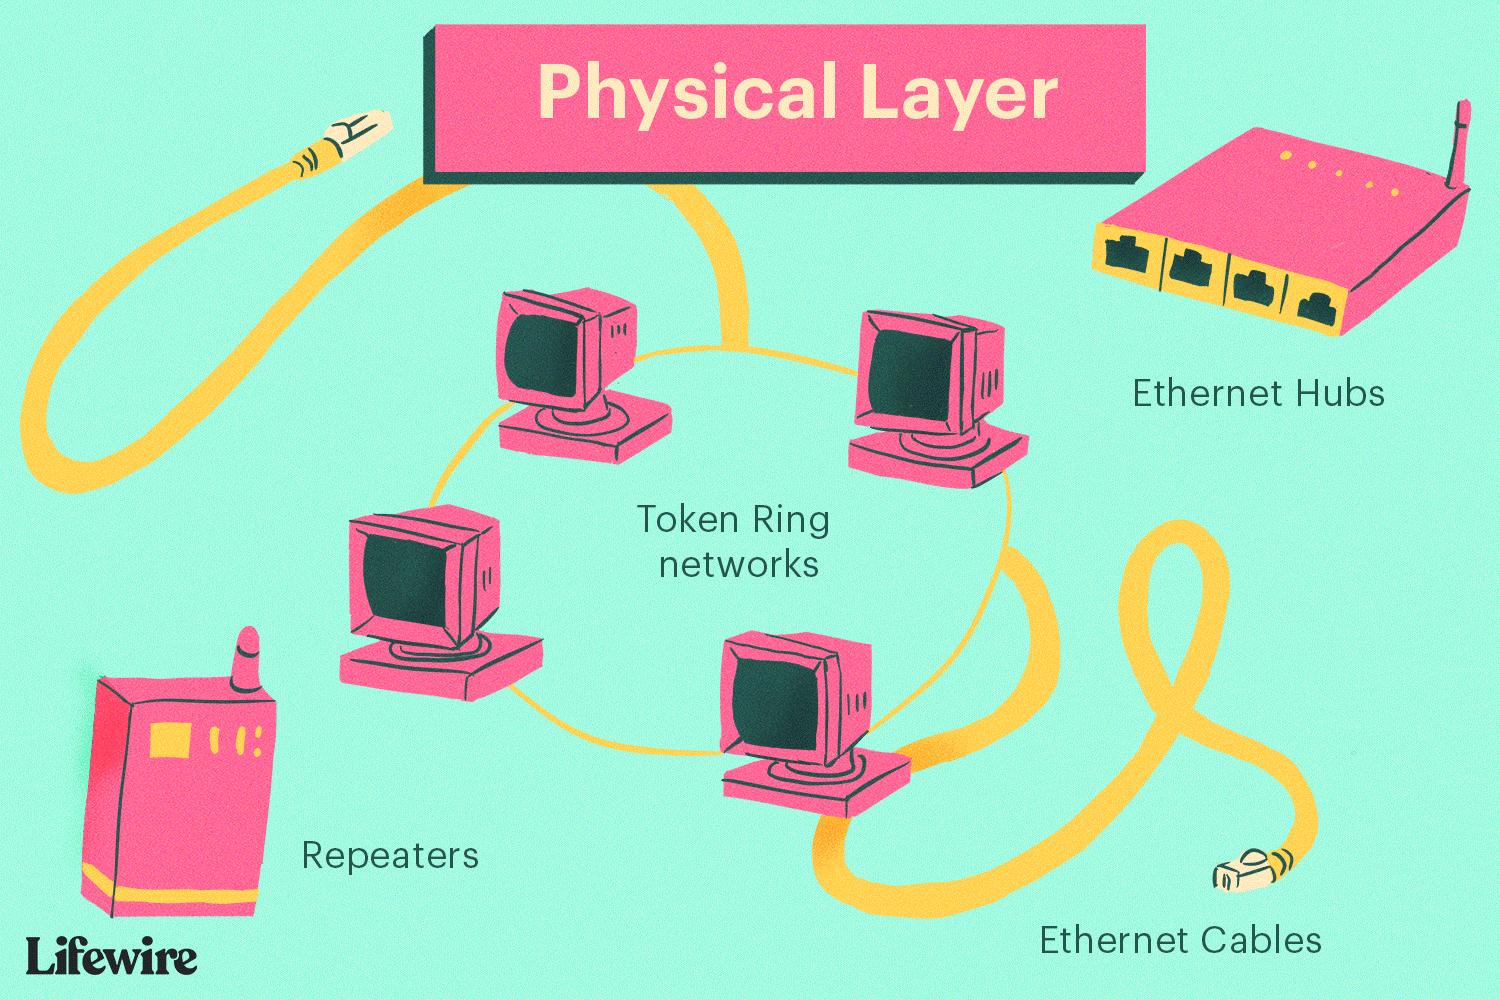 Physical Layer
Ethernet Hubs
Token Ring
networks
Repeaters
Ethernet Cables
Lifewire